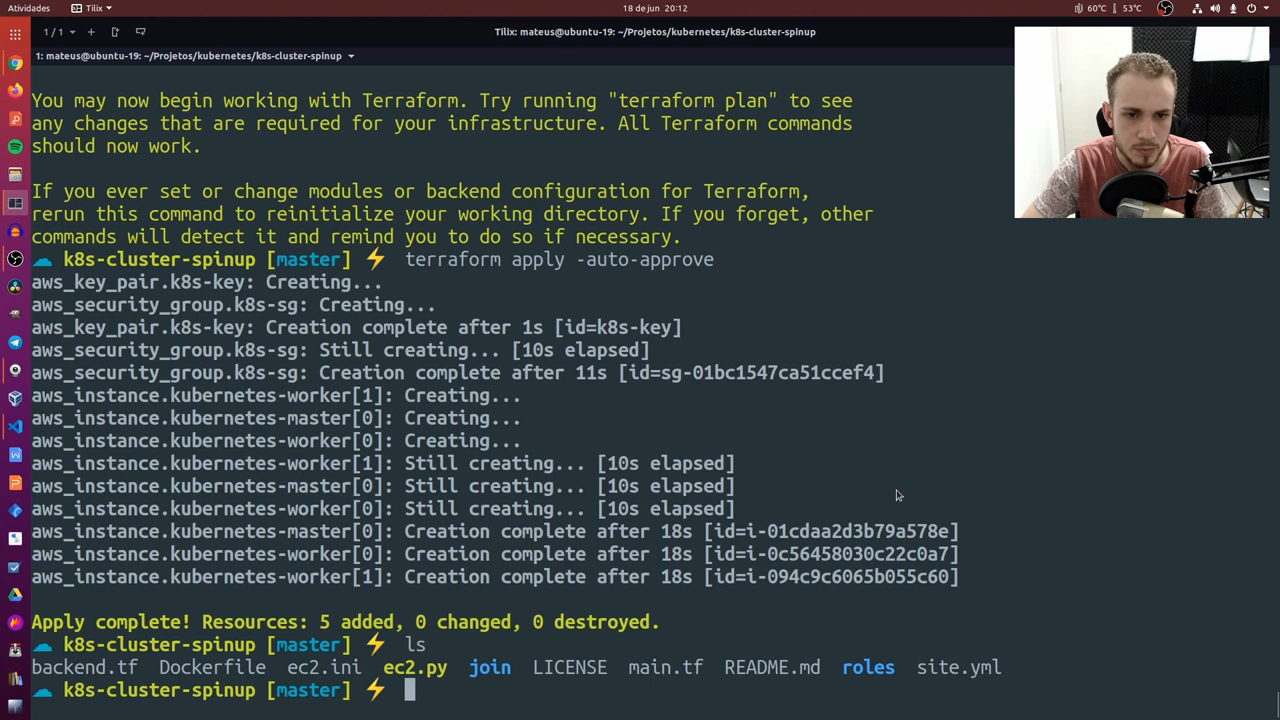 Atividades
Tilix
18 de jun  20:12
60°C
53°C
1 / 1
Tilix: mateus@ubuntu-19: ~/Projetos/kubernetes/k8s-cluster-spinup
1: mateus@ubuntu-19: ~/Projetos/kubernetes/k8s-cluster-spinup
You may now begin working with Terraform. Try running "terraform plan" to see
any changes that are required for your infrastructure. All Terraform commands
should now work.
If you ever set or change modules or backend configuration for Terraform,
rerun this command to reinitialize your working directory. If you forget, other
commands will detect it and remind you to do so if necessary.
k8s-cluster-spinup [master] ⚡ terraform apply -auto-approve
aws_key_pair.k8s-key: Creating...
aws_security_group.k8s-sg: Creating...
aws_key_pair.k8s-key: Creation complete after 1s [id=k8s-key]
aws_security_group.k8s-sg: Still creating... [10s elapsed]
aws_security_group.k8s-sg: Creation complete after 11s [id=sg-01bc1547ca51ccef4]
aws_instance.kubernetes-worker[1]: Creating...
aws_instance.kubernetes-master[0]: Creating...
aws_instance.kubernetes-worker[0]: Creating...
aws_instance.kubernetes-worker[1]: Still creating... [10s elapsed]
aws_instance.kubernetes-master[0]: Still creating... [10s elapsed]
aws_instance.kubernetes-worker[0]: Still creating... [10s elapsed]
aws_instance.kubernetes-master[0]: Creation complete after 18s [id=i-01cdaa2d3b79a578e]
aws_instance.kubernetes-worker[0]: Creation complete after 18s [id=i-0c56458030c22c0a7]
aws_instance.kubernetes-worker[1]: Creation complete after 18s [id=i-094c9c6065b055c60]
Apply complete! Resources: 5 added, 0 changed, 0 destroyed.
k8s-cluster-spinup [master] ⚡ ls
backend.tf  Dockerfile  ec2.ini  ec2.py  join  LICENSE  main.tf  README.md  roles  site.yml
k8s-cluster-spinup [master] ⚡